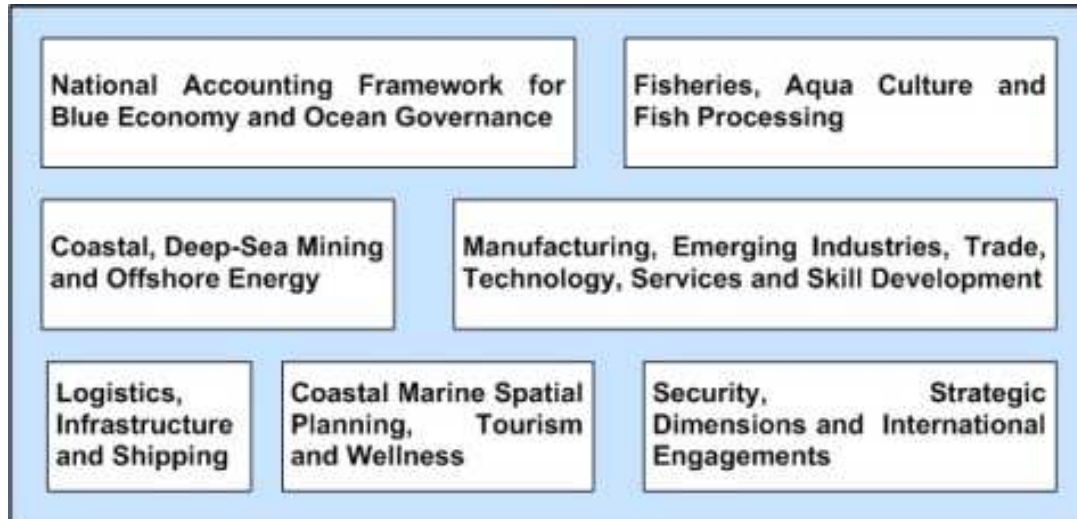 National Accounting Framework for
Blue Economy and Ocean Governance
Fisheries, Aqua Culture and
Fish Processing
Coastal, Deep-Sea Mining
and Offshore Energy
Manufacturing, Emerging Industries, Trade,
Technology, Services and Skill Development
Logistics,
Infrastructure
and Shipping
Coastal Marine Spatial
Planning, Tourism
and Wellness
Security, Strategic
Dimensions and International
Engagements